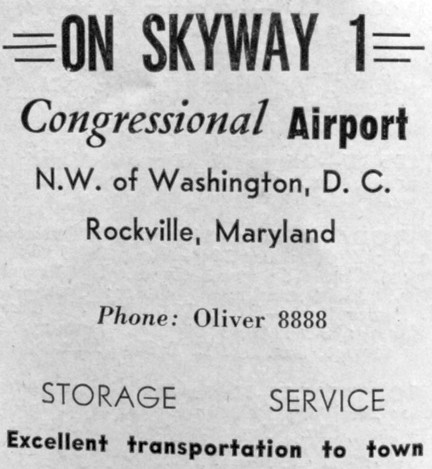 ON SKYWAY 1
Congressional Airport
N.W. of Washington, D. C.
Rockville, Maryland
Phone: Oliver 8888
STORAGE SERVICE
Excellent transportation to town